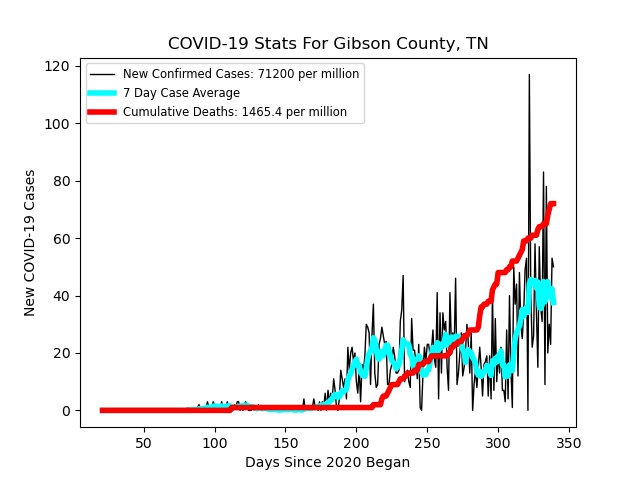 COVID-19 Stats For Gibson County, TN
New Confirmed Cases: 71200 per million
7 Day Case Average
Cumulative Deaths: 1465.4 per million
New COVID-19 Cases
120
100
80
60
40
20
0
50 100 150 200 250 300 350
Days Since 2020 Began